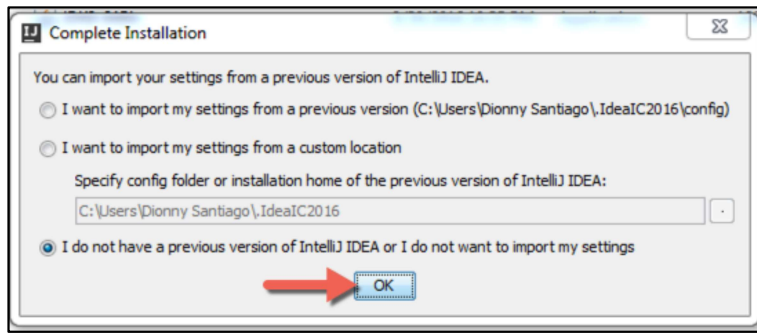 IJ Complete Installation
You can import your settings from a previous version of IntelliJ IDEA.
I want to import my settings from a previous version (C:\Users\Dionny Santiago\.IdeaIC2016\config)
I want to import my settings from a custom location
Specify config folder or installation home of the previous version of IntelliJ IDEA:
C:\Users\Dionny Santiago\.IdeaIC2016
.
I do not have a previous version of IntelliJ IDEA or I do not want to import my settings
OK